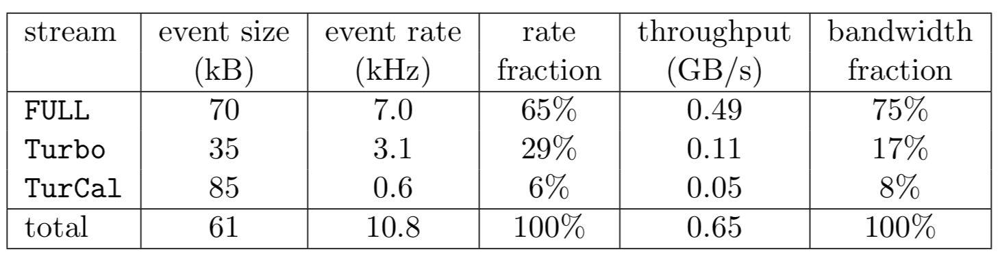 stream event size event rate rate throughput bandwidth
(kB) (kHz) fraction (GB/s) fraction
FULL 70 7.0 65% 0.49 75%
Turbo 35 3.1 29% 0.11 17%
TurCal 85 0.6 6% 0.05 8%
total 61 10.8 100% 0.65 100%